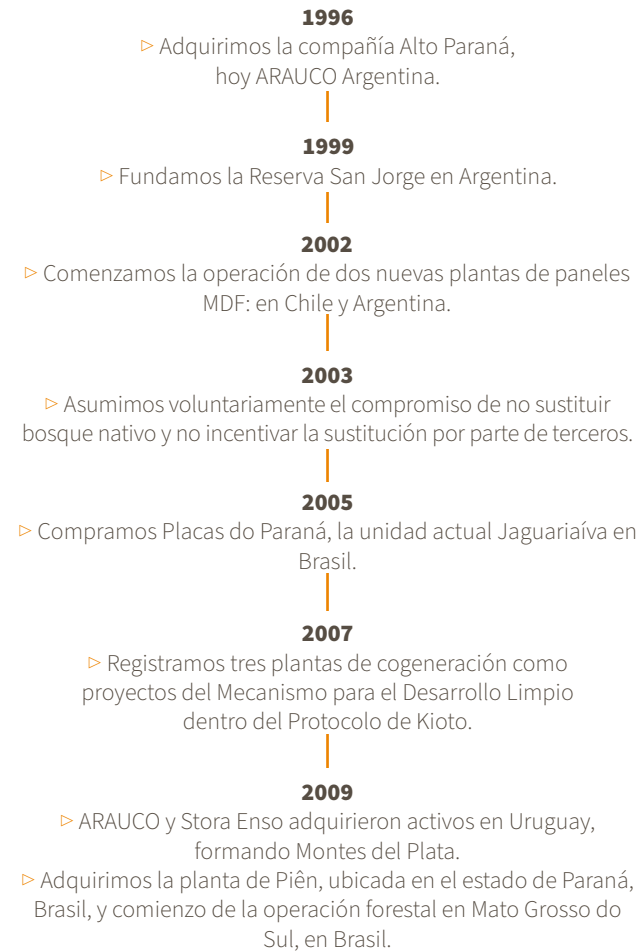 1996
▷ Adquirimos la compañía Alto Paraná,
hoy ARAUCO Argentina.
1999
▷ Fundamos la Reserva San Jorge en Argentina.
2002
▷ Comenzamos la operación de dos nuevas plantas de paneles
MDF: en Chile y Argentina.
2003
▷ Asumimos voluntariamente el compromiso de no sustituir
bosque nativo y no incentivar la sustitución por parte de terceros.
2005
▷ Compramos Placas do Paraná, la unidad actual Jaguariaíva en
Brasil.
2007
▷ Registramos tres plantas de cogeneración como
proyectos del Mecanismo para el Desarrollo Limpio
dentro del Protocolo de Kioto.
2009
▷ ARAUCO y Stora Enso adquirieron activos en Uruguay,
formando Montes del Plata.
▷ Adquirimos la planta de Piên, ubicada en el estado de Paraná,
Brasil, y comienzo de la operación forestal en Mato Grosso do
Sul, en Brasil.